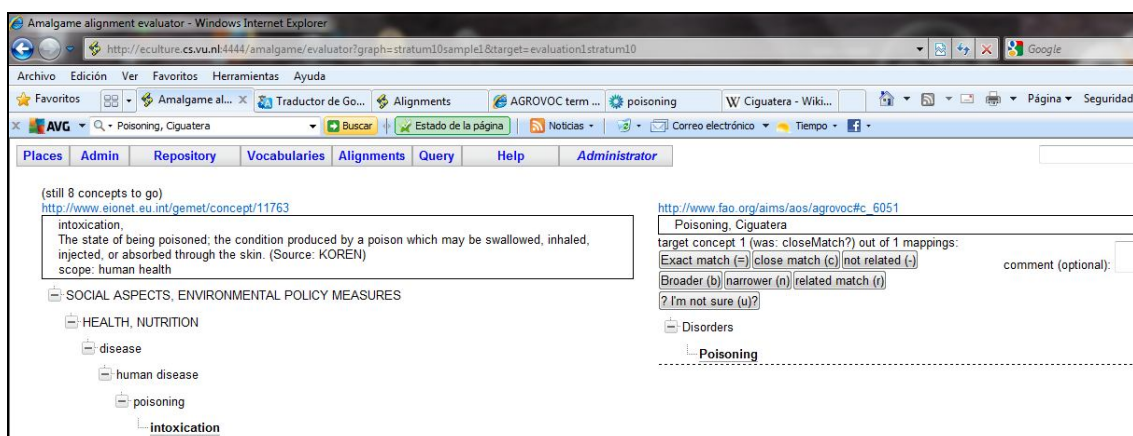 Amalgame alignment evaluator - Windows Internet Explorer
http://eculture.cs.vu.nl:4444/amalgame/evaluator?graph=stratum10sample1&target=evaluation1stratum10
Google
Archivo Edición Ver Favoritos Herramientas Ayuda
Favoritos Amalgame al... X Traductor de Go... Alignments AGROVOC term ... poisoning Ciguatera - Wiki... Página Seguridad
X AVG Poisoning, Ciguatera Buscar Estado de la página Noticias Correo electrónico Tiempo
Places Admin Repository Vocabularies Alignments Query Help Administrator
(still 8 concepts to go)
http://www.eionet.eu.int/gemet/concept/11763
intoxication,
The state of being poisoned; the condition produced by a poison which may be swallowed, inhaled,
injected, or absorbed through the skin. (Source: KOREN)
scope: human health
SOCIAL ASPECTS, ENVIRONMENTAL POLICY MEASURES
HEALTH, NUTRITION
disease
human disease
poisoning
intoxication
http://www.fao.org/aims/aos/agrovoc#c_6051
Poisoning, Ciguatera
target concept 1 (was: closeMatch?) out of 1 mappings:
Exact match (=) close match (c) not related (-)
comment (optional):
Broader (b) narrower (n) related match (r)
? I'm not sure (u)?
Disorders
Poisoning